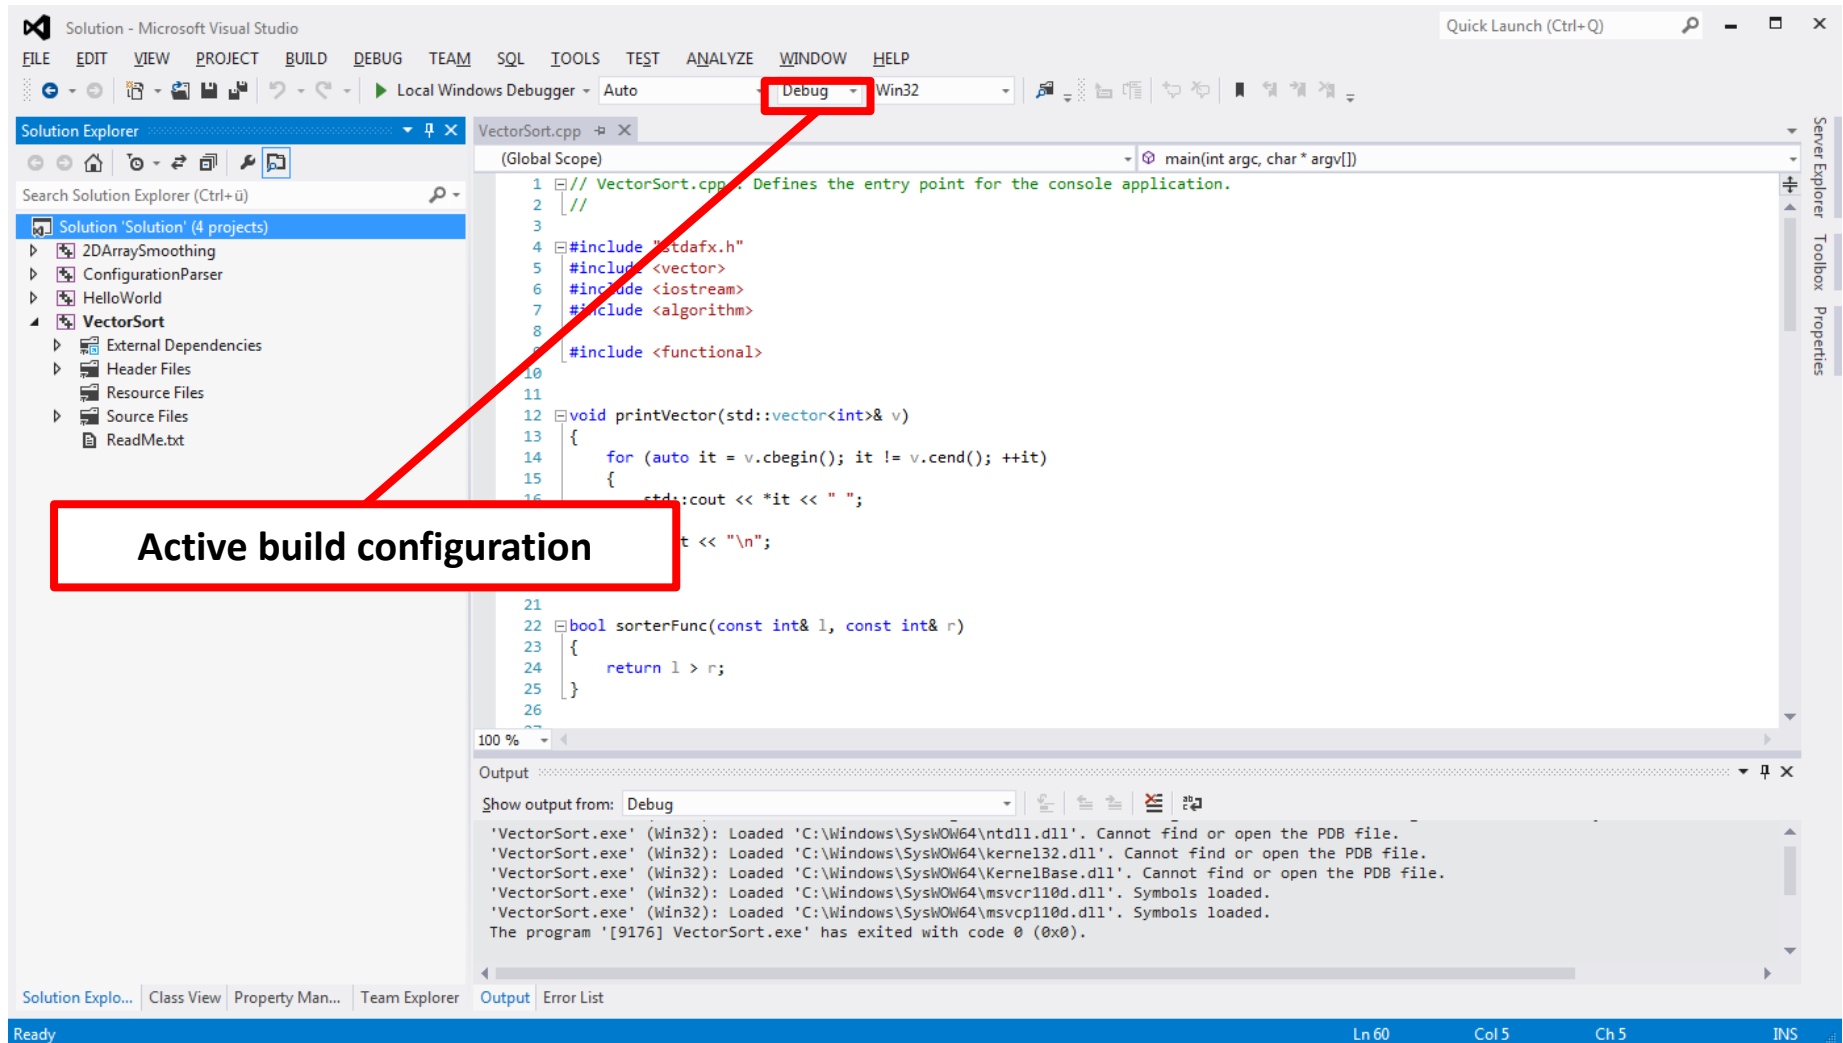 Solution - Microsoft Visual Studio
Quick Launch (Ctrl+Q)
FILE EDIT VIEW PROJECT BUILD DEBUG TEAM SQL TOOLS TEST ANALYZE WINDOW HELP
Local Windows Debugger Auto Debug Win32
Solution Explorer
Search Solution Explorer (Ctrl+ü)
Solution 'Solution' (4 projects)
2DArraySmoothing
ConfigurationParser
HelloWorld
VectorSort
External Dependencies
Header Files
Resource Files
Source Files
ReadMe.txt
Active build configuration
VectorSort.cpp
(Global Scope)
main(int argc, char * argv[])
1 // VectorSort.cpp : Defines the entry point for the console application.
2 //
3
4 #include "stdafx.h"
5 #include <vector>
6 #include <iostream>
7 #include <algorithm>
8
9 #include <functional>
10
11
12 void printVector(std::vector<int>& v)
13 {
14 for (auto it = v.cbegin(); it != v.cend(); ++it)
15 {
16 std::cout << *it << " ";
t << "\n";
21
22 bool sorterFunc(const int& l, const int& r)
23 {
24 return l > r;
25 }
26
27
100 %
Output
Show output from: Debug
'VectorSort.exe' (Win32): Loaded 'C:\Windows\SysWOW64\ntdll.dll'. Cannot find or open the PDB file.
'VectorSort.exe' (Win32): Loaded 'C:\Windows\SysWOW64\kernel32.dll'. Cannot find or open the PDB file.
'VectorSort.exe' (Win32): Loaded 'C:\Windows\SysWOW64\KernelBase.dll'. Cannot find or open the PDB file.
'VectorSort.exe' (Win32): Loaded 'C:\Windows\SysWOW64\msvcr110d.dll'. Symbols loaded.
'VectorSort.exe' (Win32): Loaded 'C:\Windows\SysWOW64\msvcp110d.dll'. Symbols loaded.
The program '[9176] VectorSort.exe' has exited with code 0 (0x0).
Solution Explo... Class View Property Man... Team Explorer
Output Error List
Server Explorer
Toolbox
Properties
Ready
Ln 60 Col 5 Ch 5 INS